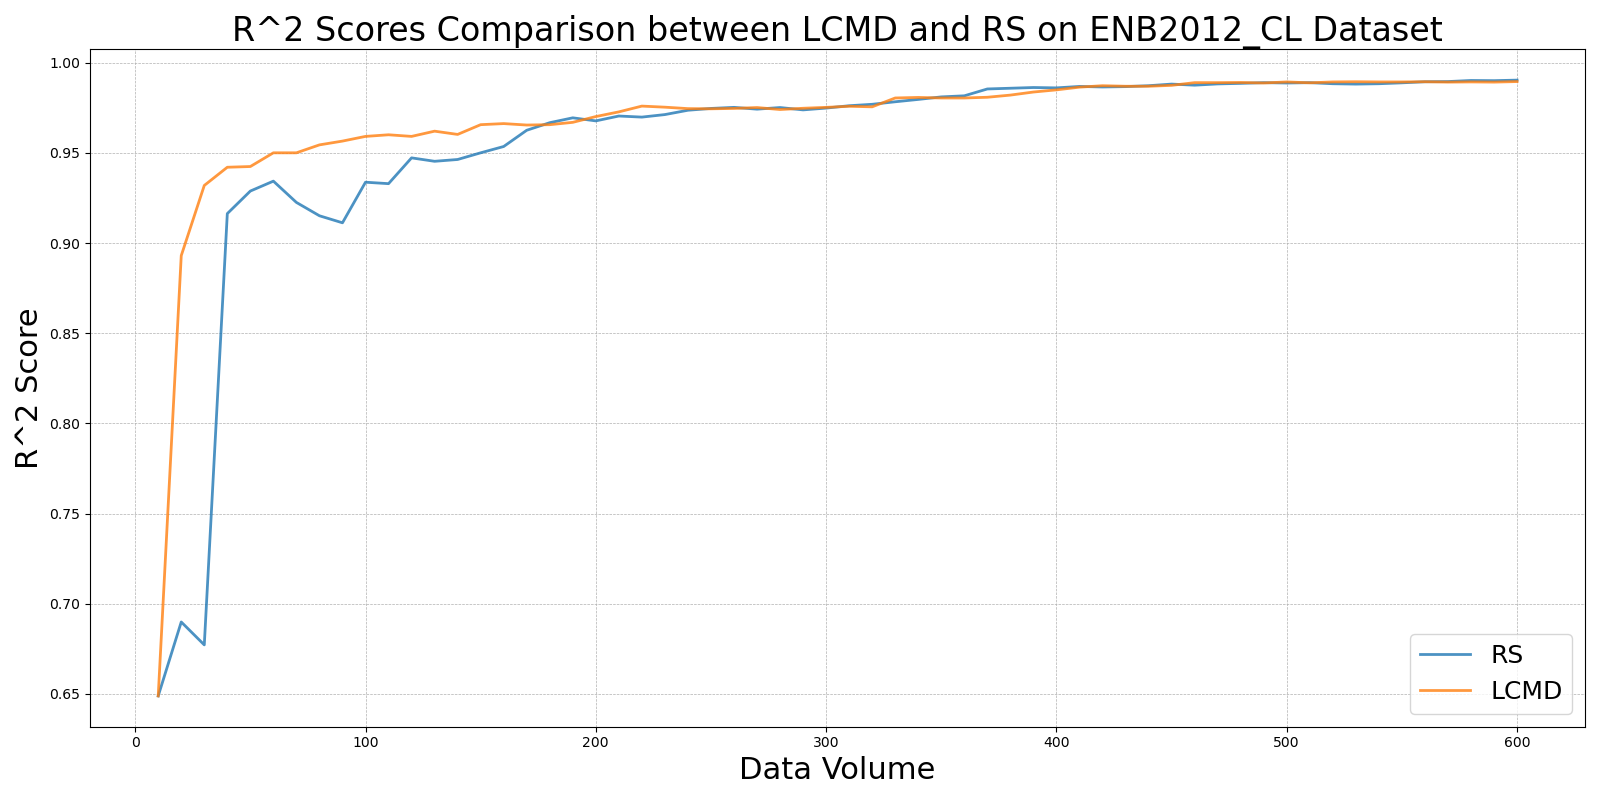 R^2 Scores Comparison between LCMD and RS on ENB2012_CL Dataset
R^2 Score
1.00
0.95
0.90
0.85
0.80
0.75
0.70
0.65
0 100 200 300 400 500 600
Data Volume
RS
LCMD